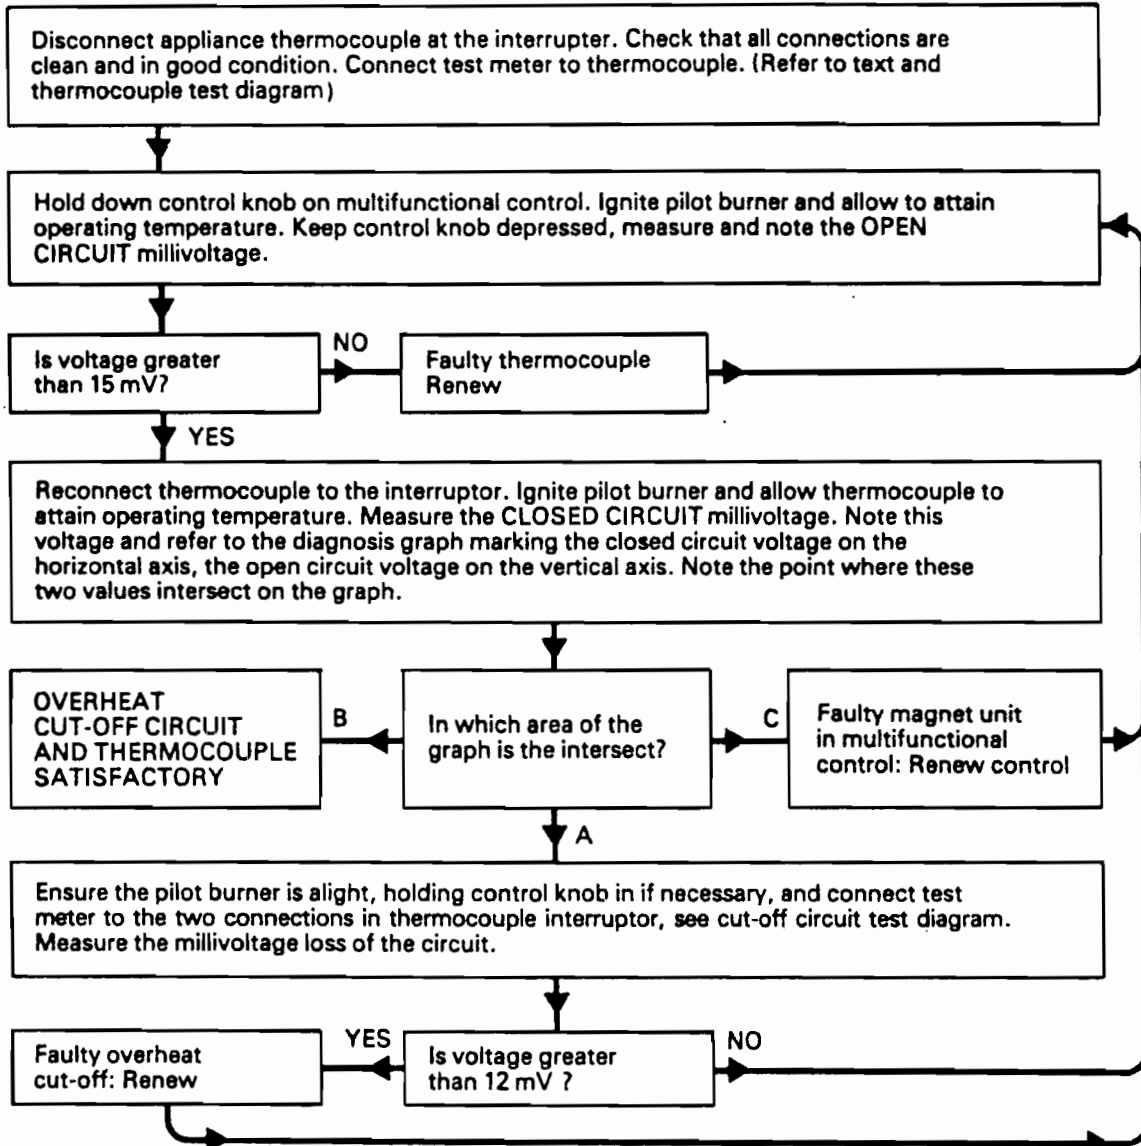 Disconnect appliance thermocouple at the interrupter. Check that all connections are
clean and in good condition. Connect test meter to thermocouple. (Refer to text and
thermocouple test diagram)
Hold down control knob on multifunctional control. Ignite pilot burner and allow to attain
operating temperature. Keep control knob depressed, measure and note the OPEN
CIRCUIT millivoltage.
Is voltage greater
than 15 mV?
NO
Faulty thermocouple
Renew
YES
Reconnect thermocouple to the interruptor. Ignite pilot burner and allow thermocouple to
attain operating temperature. Measure the CLOSED CIRCUIT millivoltage. Note this
voltage and refer to the diagnosis graph marking the closed circuit voltage on the
horizontal axis, the open circuit voltage on the vertical axis. Note the point where these
two values intersect on the graph.
OVERHEAT
CUT-OFF CIRCUIT
AND THERMOCOUPLE
SATISFACTORY
B
In which area of the
graph is the intersect?
C
Faulty magnet unit
in multifunctional
control: Renew control
A
Ensure the pilot burner is alight, holding control knob in if necessary, and connect test
meter to the two connections in thermocouple interruptor, see cut-off circuit test diagram.
Measure the millivoltage loss of the circuit.
Faulty overheat
cut-off: Renew
YES
Is voltage greater
than 12 mV ?
NO